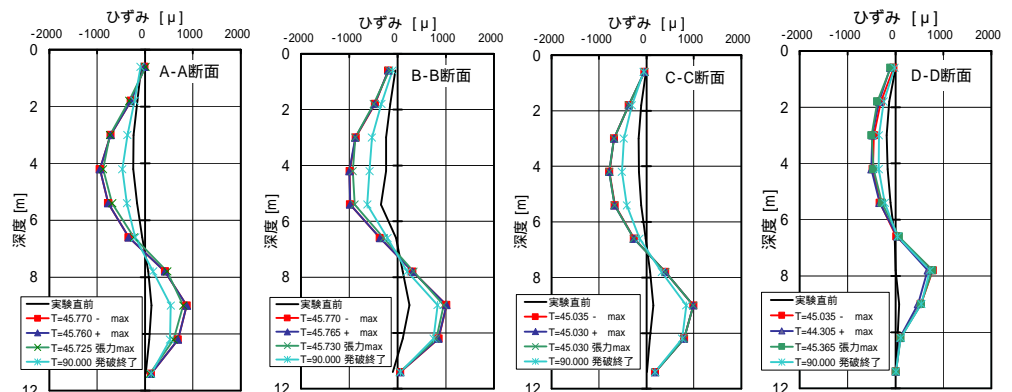 ひずみ [μ]
-2000 -1000 0 1000 2000
0
2
4
6
8
12
深度 [m]
A-A断面
実験直前
T=45.770 - max
T=45.760 + max
T=45.725 張力max
T=90.000 発破終了
ひずみ [μ]
-2000 -1000 0 1000 2000
0
2
4
6
8
12
深度 [m]
B-B断面
実験直前
T=45.770 - max
T=45.765 + max
T=45.730 張力max
T=90.000 発破終了
ひずみ [μ]
-2000 -1000 0 1000 2000
0
2
4
6
8
12
深度 [m]
C-C断面
実験直前
T=45.035 - max
T=45.030 + max
T=45.030 張力max
T=90.000 発破終了
ひずみ [μ]
-2000 -1000 0 1000 2000
0
2
4
6
8
12
深度 [m]
D-D断面
実験直前
T=45.035 - max
T=44.305 + max
T=45.365 張力max
T=90.000 発破終了